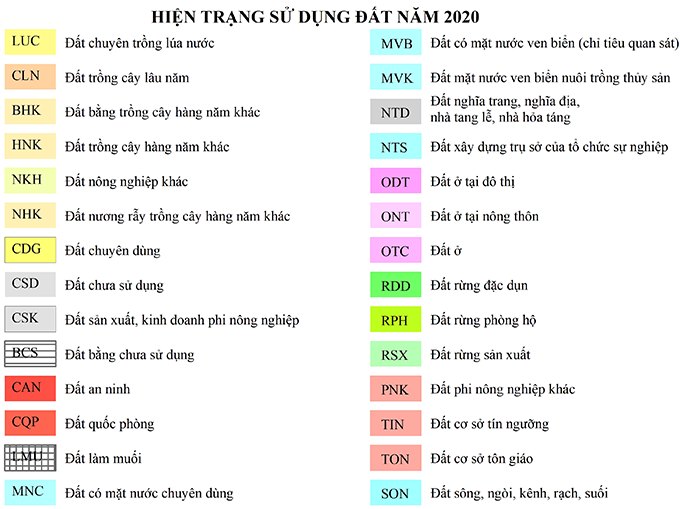 HIỆN TRẠNG SỬ DỤNG ĐẤT NĂM 2020
LUC Đất chuyên trồng lúa nước
CLN Đất trồng cây lâu năm
BHK Đất bằng trồng cây hàng năm khác
HNK Đất trồng cây hàng năm khác
NKH Đất nông nghiệp khác
NHK Đất nương rẫy trồng cây hàng năm khác
CDG Đất chuyên dùng
CSD Đất chưa sử dụng
CSK Đất sản xuất, kinh doanh phi nông nghiệp
BCS Đất bằng chưa sử dụng
CAN Đất an ninh
CQP Đất quốc phòng
LMU Đất làm muối
MNC Đất có mặt nước chuyên dùng
MVB Đất có mặt nước ven biển (chỉ tiêu quan sát)
MVK Đất mặt nước ven biển nuôi trồng thủy sản
NTD Đất nghĩa trang, nghĩa địa,
nhà tang lễ, nhà hỏa táng
NTS Đất xây dựng trụ sở của tổ chức sự nghiệp
ODT Đất ở tại đô thị
ONT Đất ở tại nông thôn
OTC Đất ở
RDD Đất rừng đặc dụn
RPH Đất rừng phòng hộ
RSX Đất rừng sản xuất
PNK Đất phi nông nghiệp khác
TIN Đất cơ sở tín ngưỡng
TON Đất cơ sở tôn giáo
SON Đất sông, ngòi, kênh, rạch, suối